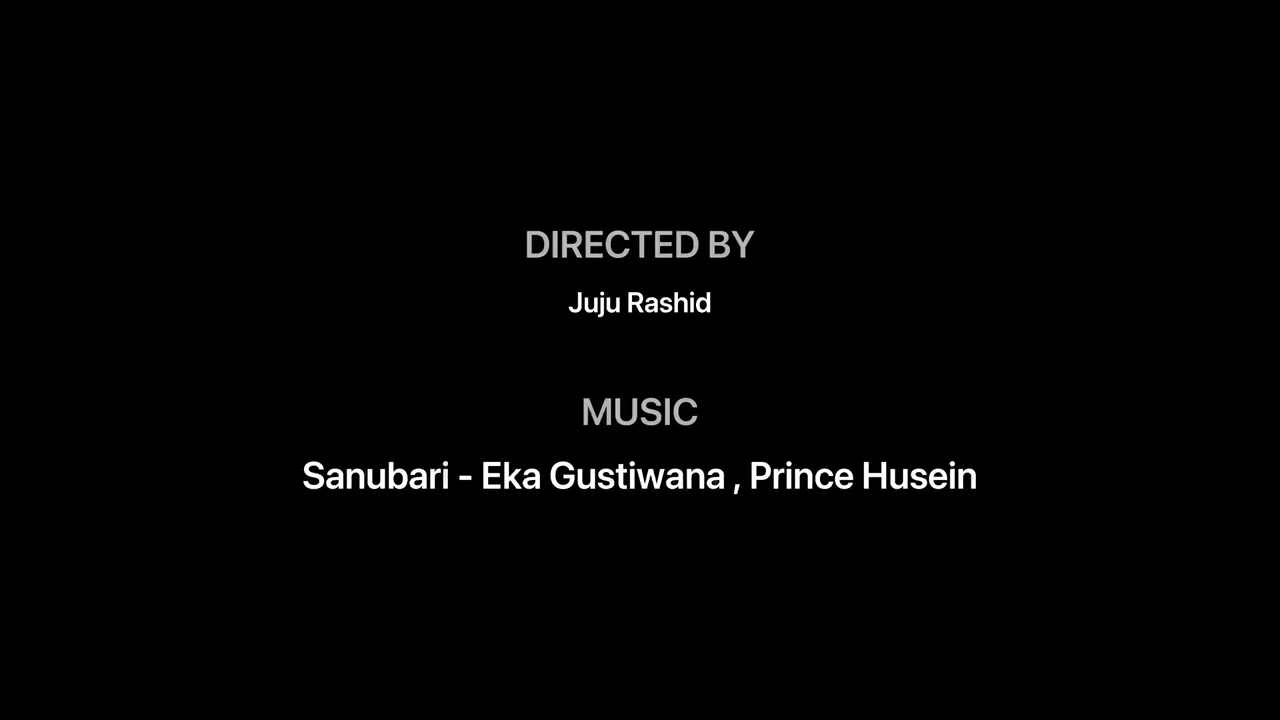 DIRECTED BY
Juju Rashid
MUSIC
Sanubari - Eka Gustiwana , Prince Husein